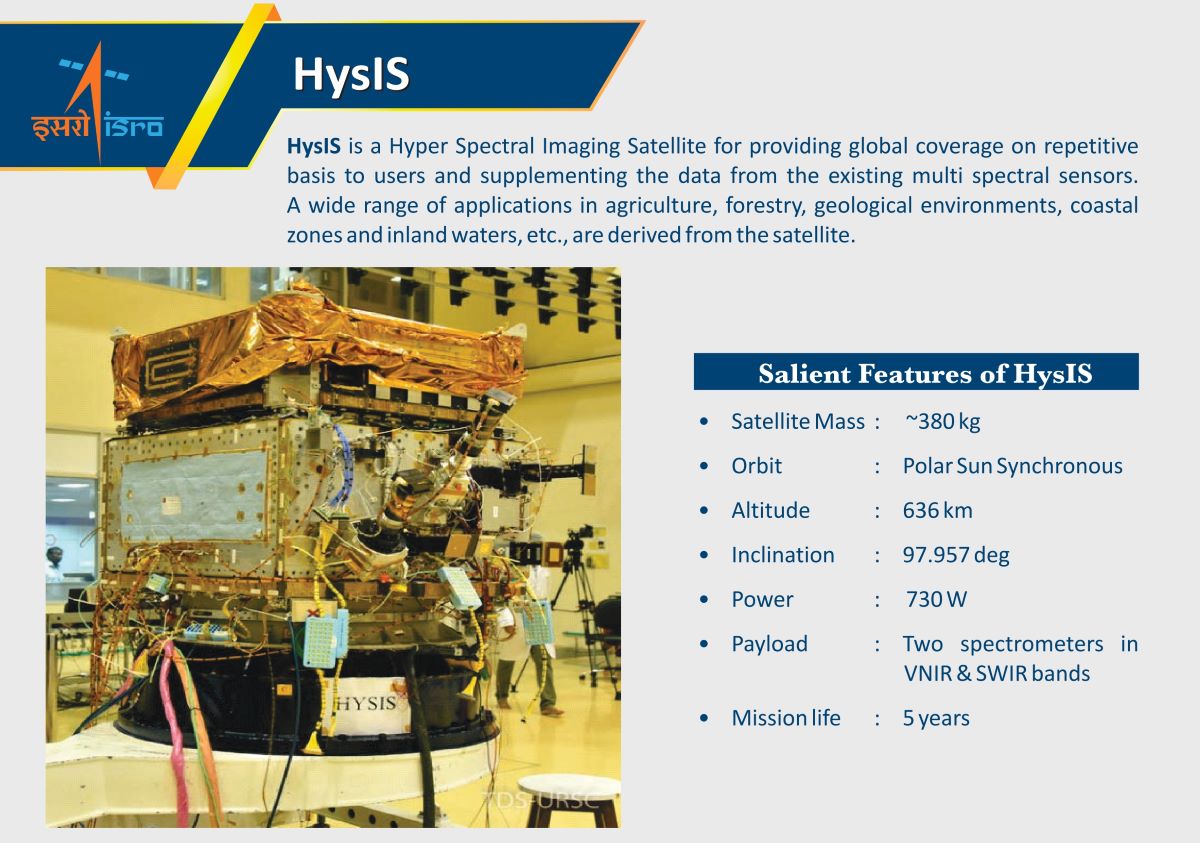 HysIS
इसरो isro
HysIS is a Hyper Spectral Imaging Satellite for providing global coverage on repetitive
basis to users and supplementing the data from the existing multi spectral sensors.
A wide range of applications in agriculture, forestry, geological environments, coastal
zones and inland waters, etc., are derived from the satellite.
Salient Features of HysIS
• Satellite Mass : ~380 kg
• Orbit : Polar Sun Synchronous
• Altitude : 636 km
• Inclination : 97.957 deg
• Power : 730 W
• Payload : Two spectrometers in
VNIR & SWIR bands
• Mission life : 5 years
HYSIS
TDS-URSC